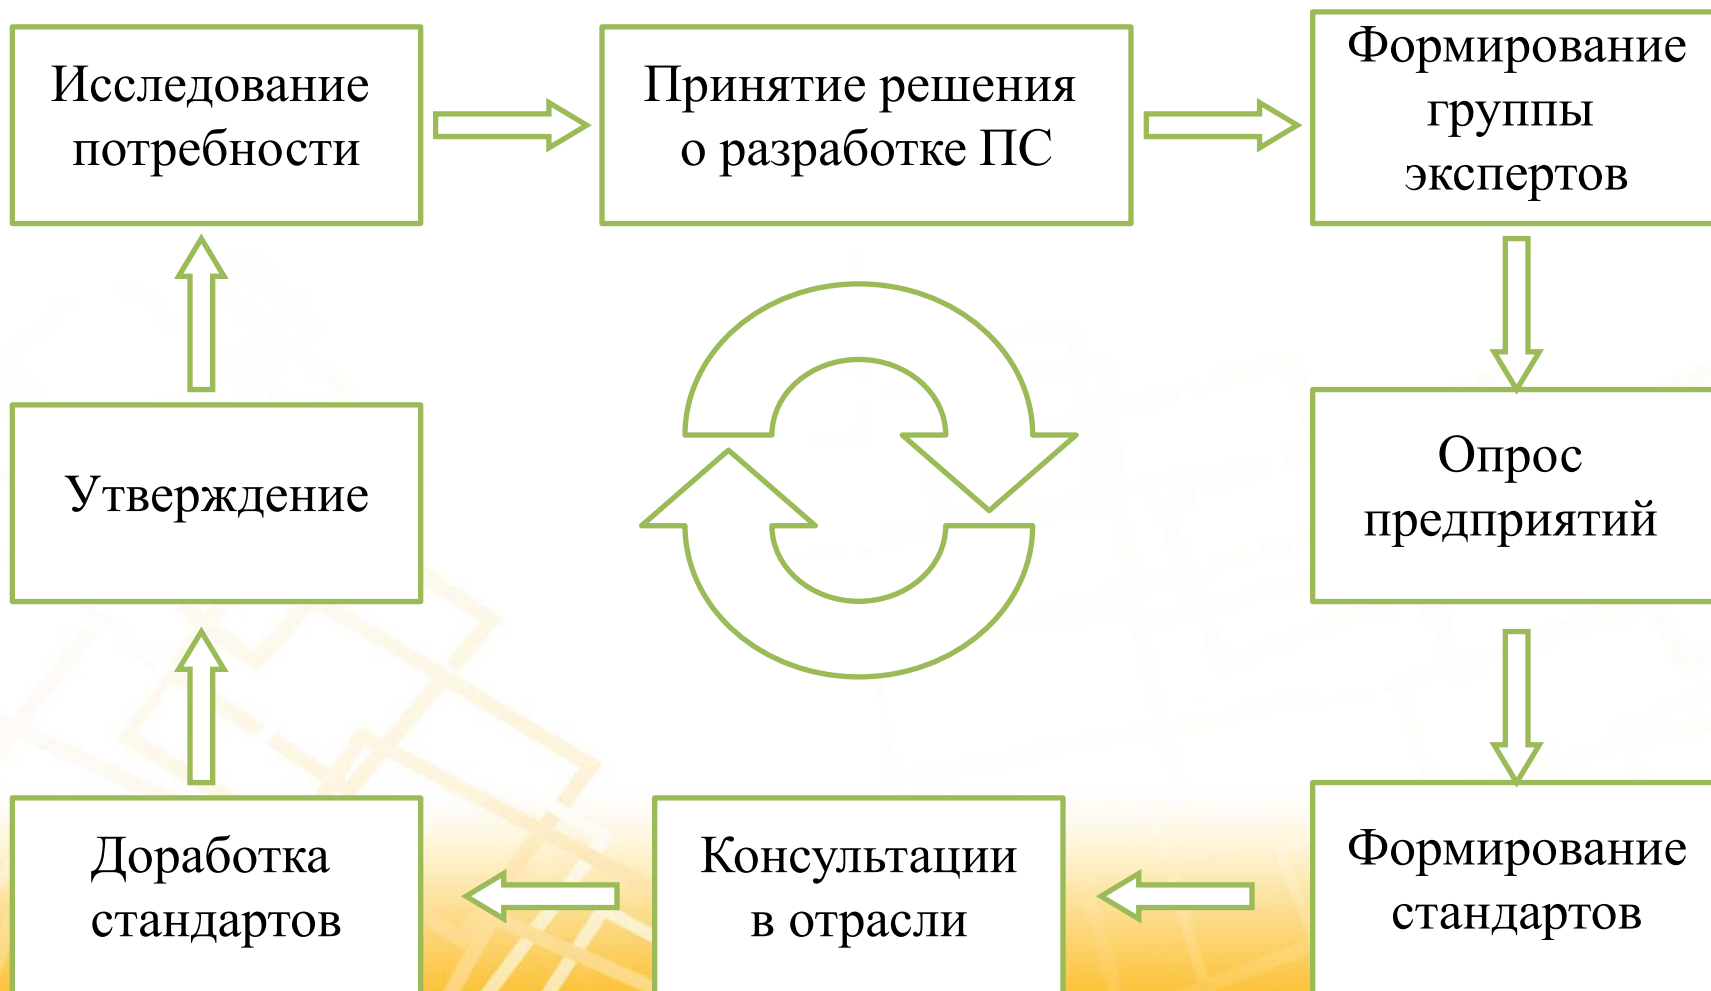 Исследование
потребности
Принятие решения
о разработке ПС
Формирование
группы
экспертов
Опрос
предприятий
Формирование
стандартов
Консультации
в отрасли
Доработка
стандартов
Утверждение